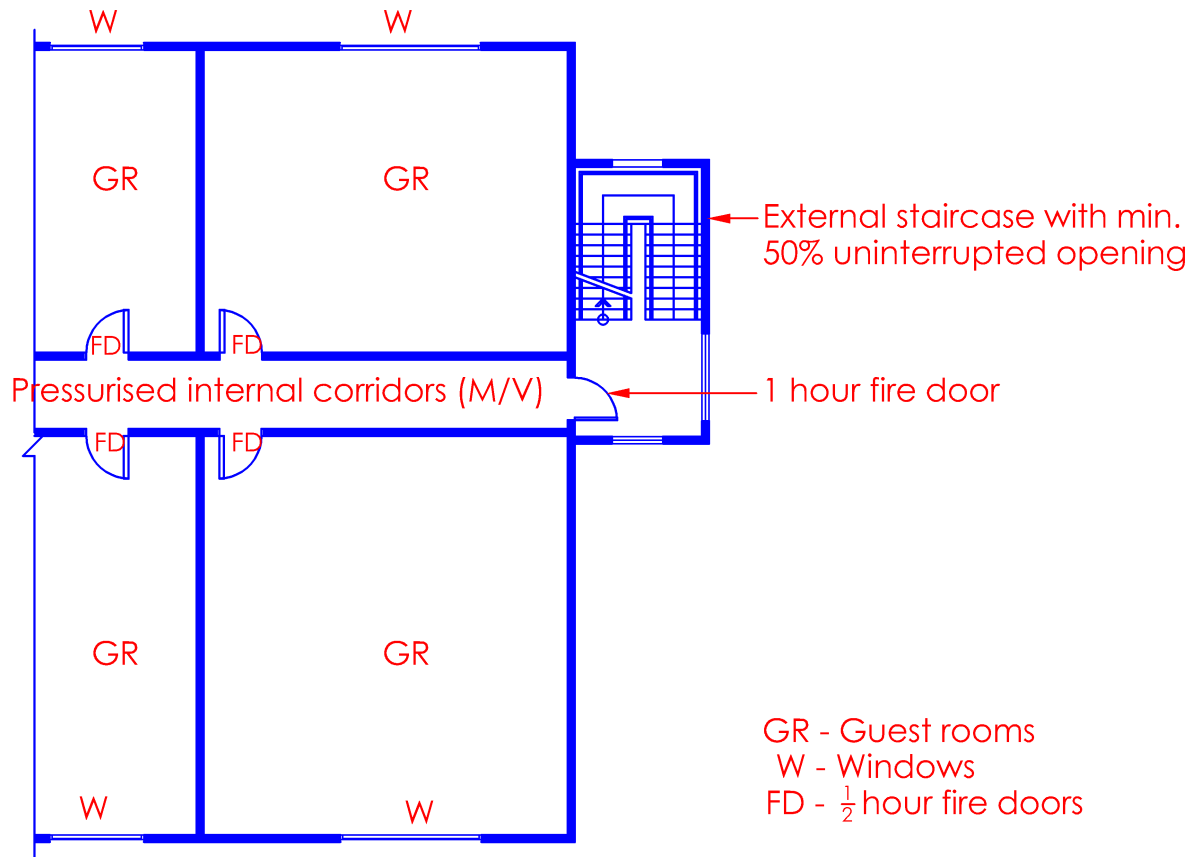 W
W
GR
GR
External staircase with min.
50% uninterrupted opening
FD
FD
Pressurised internal corridors (M/V)
1 hour fire door
FD
FD
GR
GR
GR - Guest rooms
W - Windows
FD - ½ hour fire doors
W
W